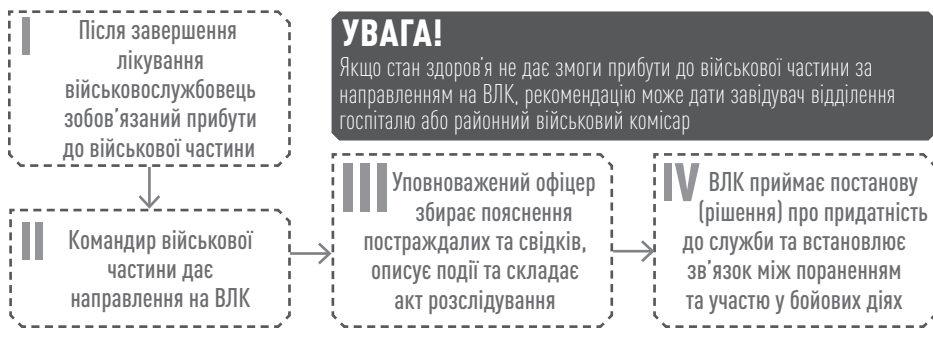 I
Після завершення
лікування
військовослужбовець
зобов'язаний прибути
до військової частини
УВАГА!
Якщо стан здоров'я не дає змоги прибути до військової частини за
направленням на ВЛК, рекомендацію може дати завідувач відділення
госпіталю або районний військовий комісар
II
Командир військової
частини дає
направлення на ВЛК
III
Уповноважений офіцер
збирає пояснення
постраждалих та свідків,
описує події та складає
акт розслідування
IV
ВЛК приймає постанову
(рішення) про придатність
до служби та встановлює
зв'язок між пораненням
та участю у бойових діях